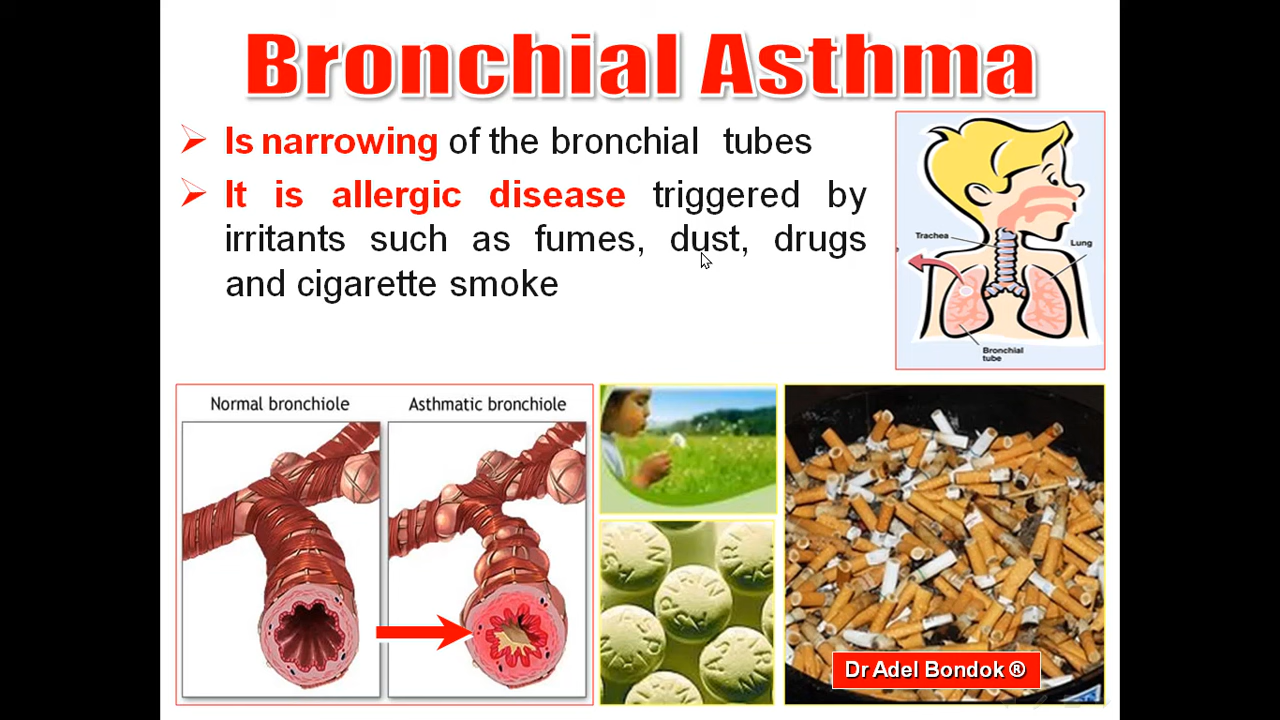 Bronchial Asthma
Is narrowing of the bronchial tubes
It is allergic disease triggered by
irritants such as fumes, dust, drugs
and cigarette smoke
Trachea
Lung
Bronchial
tube
Normal bronchiole
Asthmatic bronchiole
Dr Adel Bondok ®